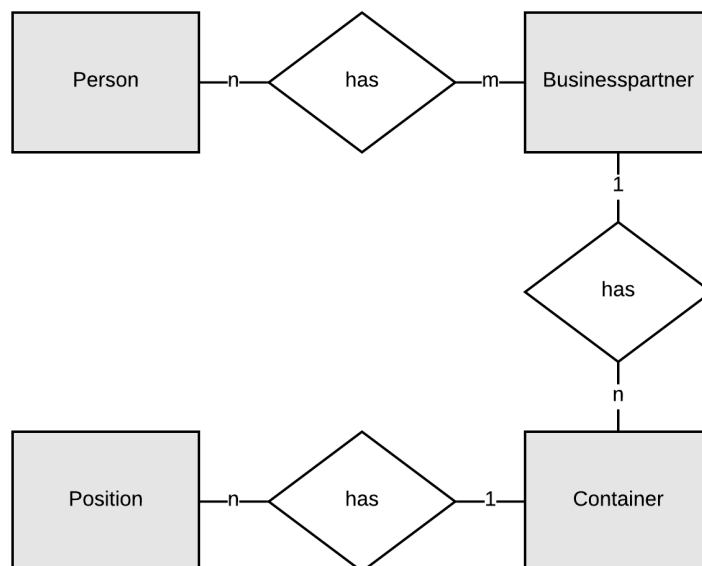 Person
n
has
m
Businesspartner
1
has
n
Position
n
has
1
Container